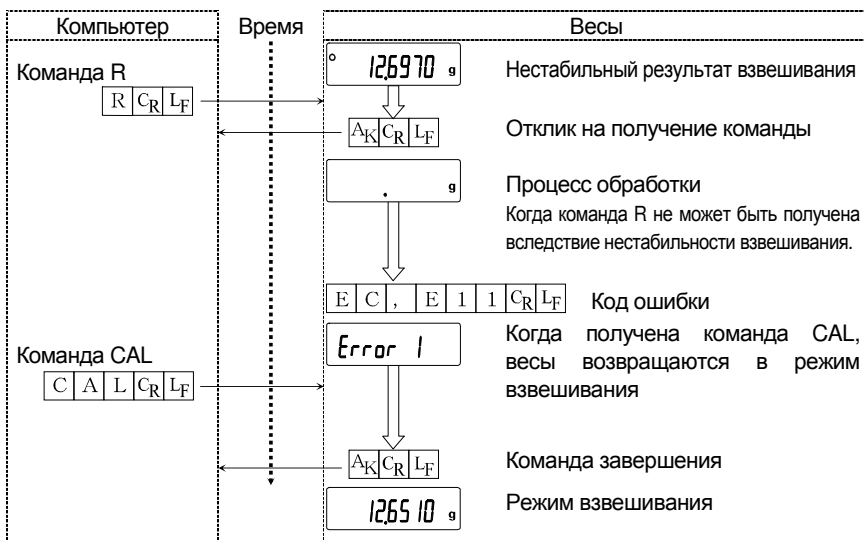 Компьютер Время Весы
12.6970 g Нестабильный результат взвешивания
Команда R
R CR LF
AK CR LF Отклик на получение команды
. g Процесс обработки
Когда команда R не может быть получена
вследствие нестабильности взвешивания.
E C , E 1 1 CR LF Код ошибки
Error 1 Когда получена команда CAL,
весы возвращаются в режим
взвешивания
Команда CAL
C A L CR LF
AK CR LF Команда завершения
12.6510 g Режим взвешивания